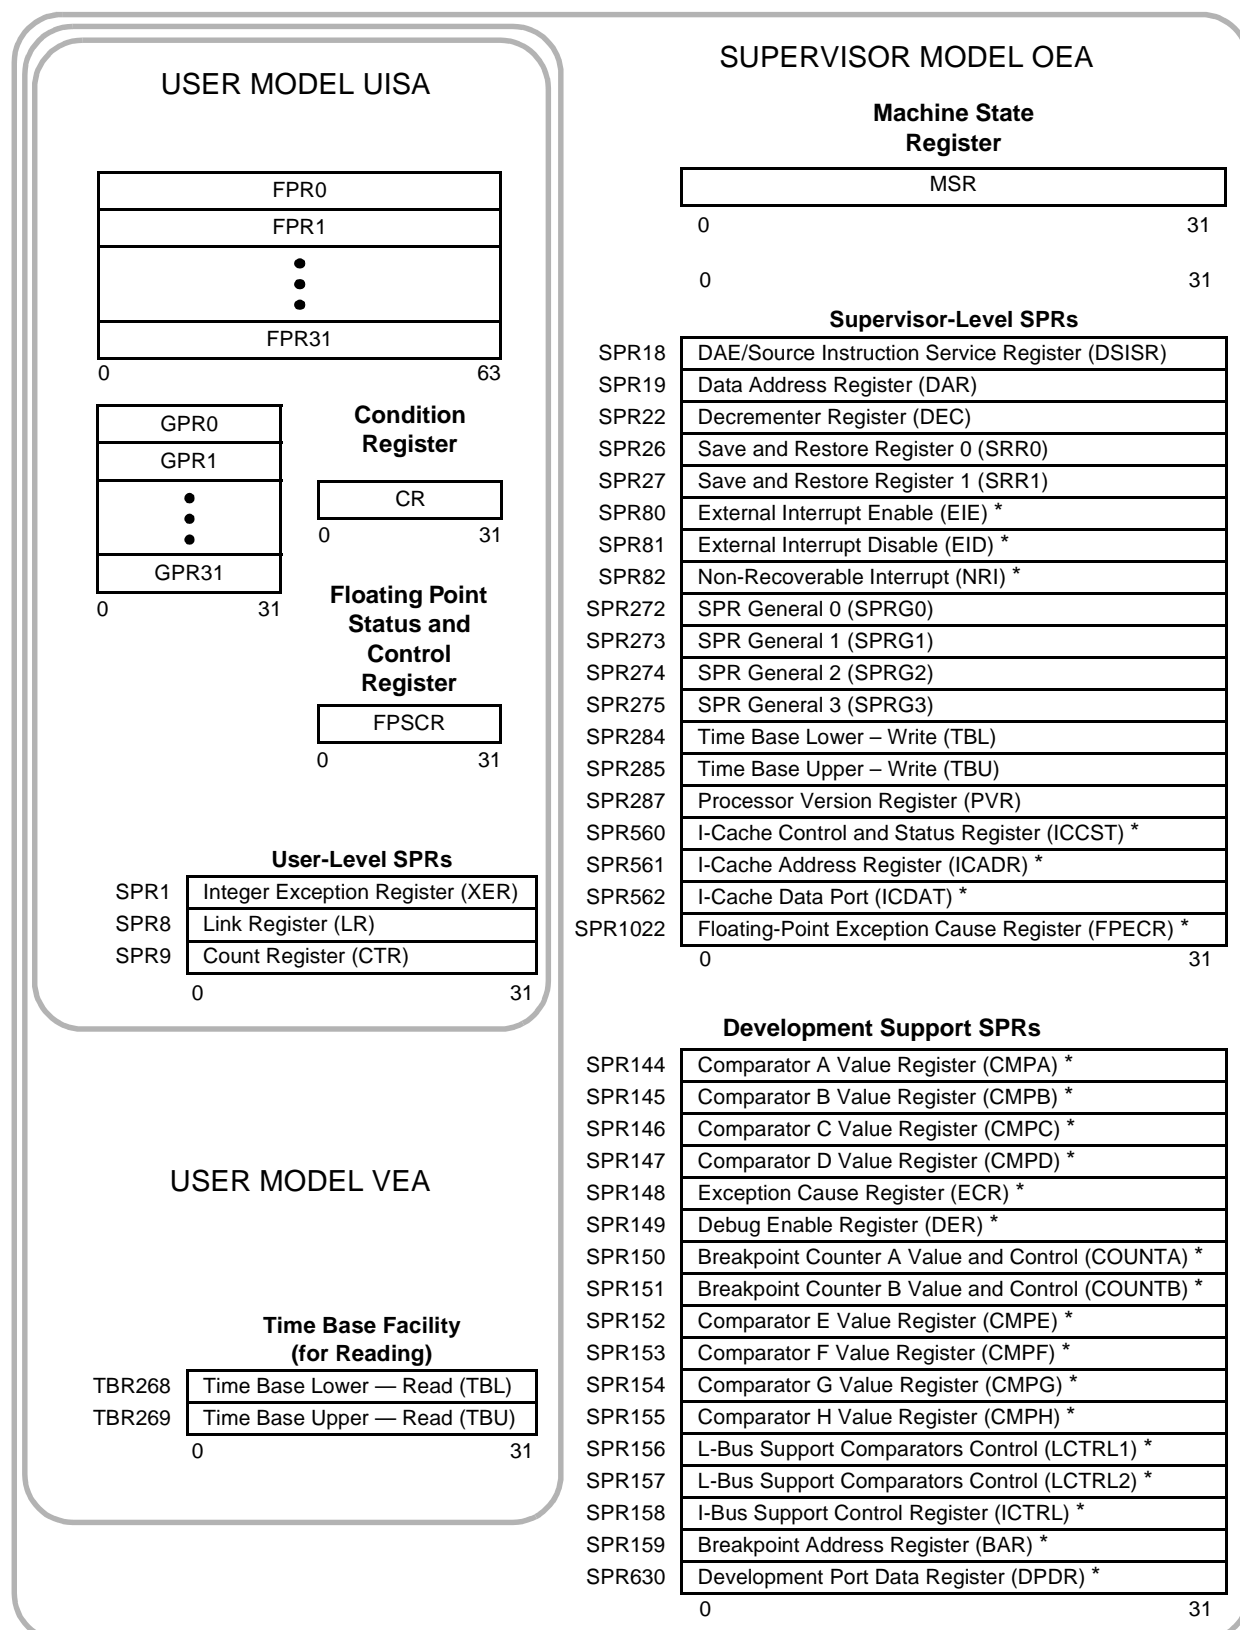 USER MODEL UISA
FPR0
FPR1
FPR31
0 63
GPR0
GPR1
GPR31
0 31
Condition
Register
CR
0 31
Floating Point
Status and
Control
Register
FPSCR
0 31
User-Level SPRs
SPR1 Integer Exception Register (XER)
SPR8 Link Register (LR)
SPR9 Count Register (CTR)
0 31
USER MODEL VEA
Time Base Facility
(for Reading)
TBR268 Time Base Lower — Read (TBL)
TBR269 Time Base Upper — Read (TBU)
0 31
SUPERVISOR MODEL OEA
Machine State
Register
MSR
0 31
0 31
Supervisor-Level SPRs
SPR18 DAE/Source Instruction Service Register (DSISR)
SPR19 Data Address Register (DAR)
SPR22 Decrementer Register (DEC)
SPR26 Save and Restore Register 0 (SRR0)
SPR27 Save and Restore Register 1 (SRR1)
SPR80 External Interrupt Enable (EIE) *
SPR81 External Interrupt Disable (EID) *
SPR82 Non-Recoverable Interrupt (NRI) *
SPR272 SPR General 0 (SPRG0)
SPR273 SPR General 1 (SPRG1)
SPR274 SPR General 2 (SPRG2)
SPR275 SPR General 3 (SPRG3)
SPR284 Time Base Lower – Write (TBL)
SPR285 Time Base Upper – Write (TBU)
SPR287 Processor Version Register (PVR)
SPR560 I-Cache Control and Status Register (ICCST) *
SPR561 I-Cache Address Register (ICADR) *
SPR562 I-Cache Data Port (ICDAT) *
SPR1022 Floating-Point Exception Cause Register (FPECR) *
0 31
Development Support SPRs
SPR144 Comparator A Value Register (CMPA) *
SPR145 Comparator B Value Register (CMPB) *
SPR146 Comparator C Value Register (CMPC) *
SPR147 Comparator D Value Register (CMPD) *
SPR148 Exception Cause Register (ECR) *
SPR149 Debug Enable Register (DER) *
SPR150 Breakpoint Counter A Value and Control (COUNTA) *
SPR151 Breakpoint Counter B Value and Control (COUNTB) *
SPR152 Comparator E Value Register (CMPE) *
SPR153 Comparator F Value Register (CMPF) *
SPR154 Comparator G Value Register (CMPG) *
SPR155 Comparator H Value Register (CMPH) *
SPR156 L-Bus Support Comparators Control (LCTRL1) *
SPR157 L-Bus Support Comparators Control (LCTRL2) *
SPR158 I-Bus Support Control Register (ICTRL) *
SPR159 Breakpoint Address Register (BAR) *
SPR630 Development Port Data Register (DPDR) *
0 31